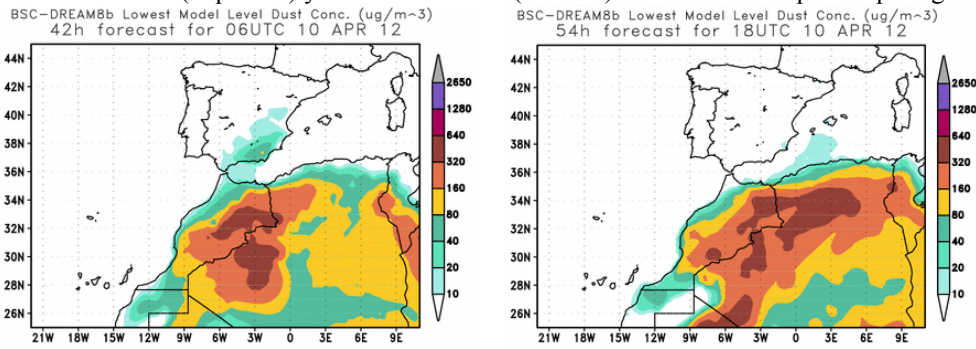 BSC-DREAM8b Lowest Model Level Dust Conc. (ug/m^3)
42h forecast for 06UTC 10 APR 12
44N
42N
40N
38N
36N
34N
32N
30N
28N
26N
21W 18W 15W 12W 9W 6W 3W 0 3E 6E 9E
2650
1280
640
320
160
80
40
20
10
BSC-DREAM8b Lowest Model Level Dust Conc. (ug/m^3)
54h forecast for 18UTC 10 APR 12
44N
42N
40N
38N
36N
34N
32N
30N
28N
26N
21W 18W 15W 12W 9W 6W 3W 0 3E 6E 9E
2650
1280
640
320
160
80
40
20
10